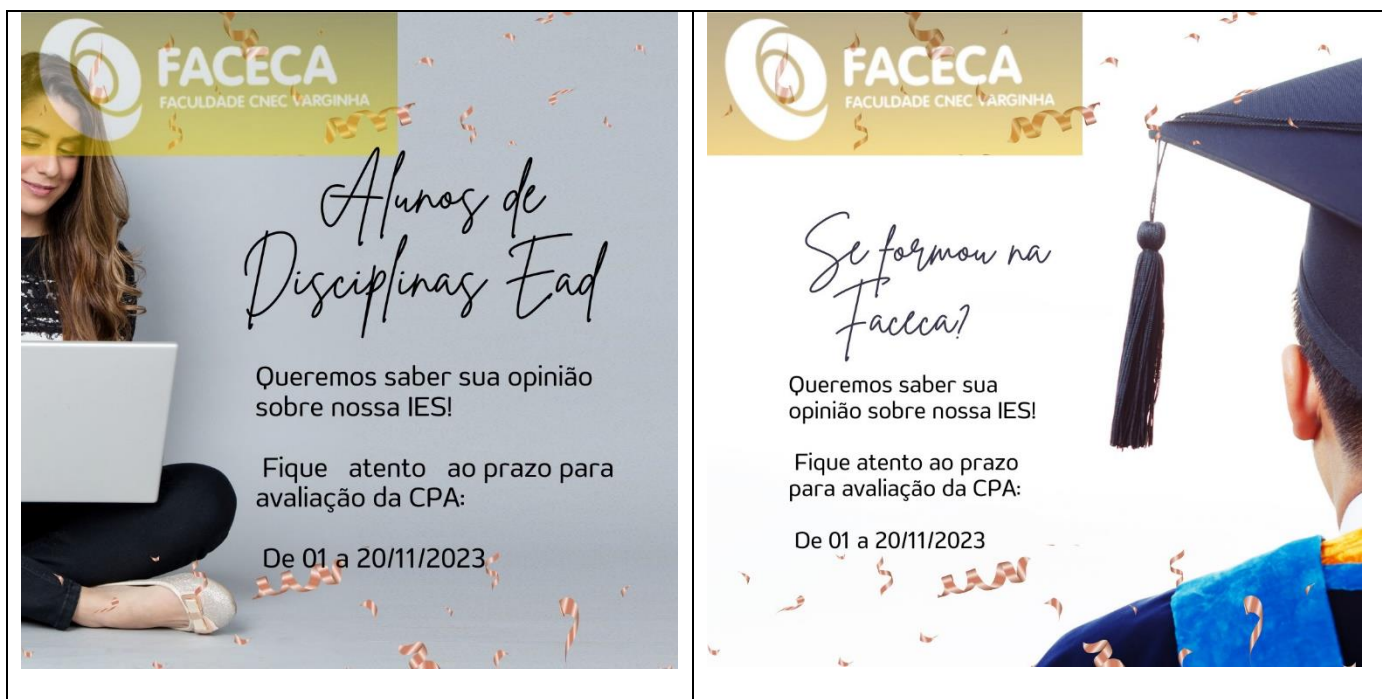 FACECA
FACULDADE CNEC VARGINHA
Alunos de
Disciplinas Ead
Queremos saber sua opinião
sobre nossa IES!
Fique atento ao prazo para
avaliação da CPA:
De 01 a 20/11/2023
FACECA
FACULDADE CNEC VARGINHA
Se formou na
Faceca?
Queremos saber sua
opinião sobre nossa IES!
Fique atento ao prazo
para avaliação da CPA:
De 01 a 20/11/2023